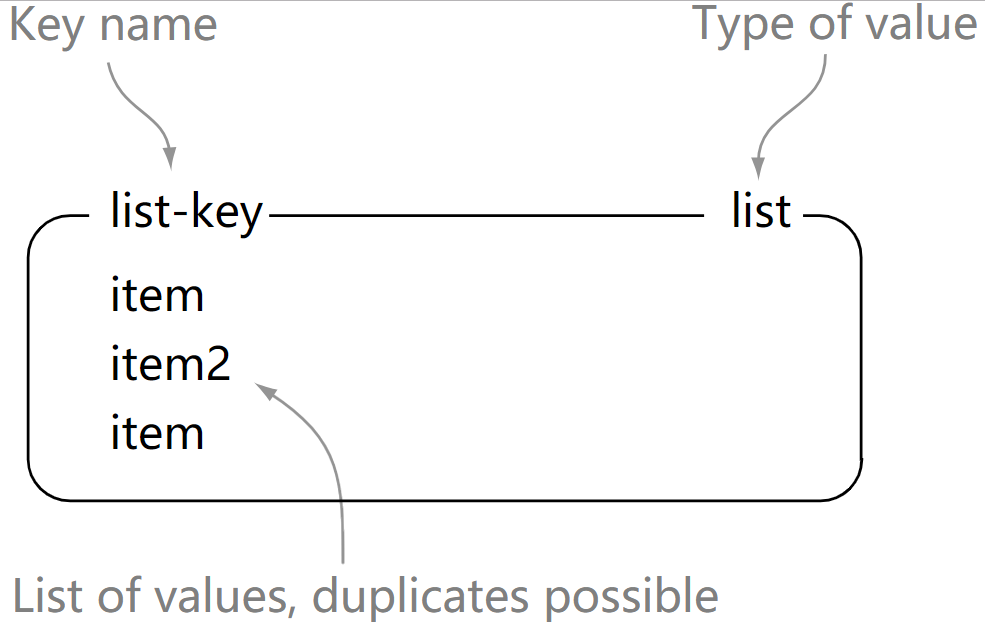 Key name
Type of value
list-key
list
item
item2
item
List of values, duplicates possible